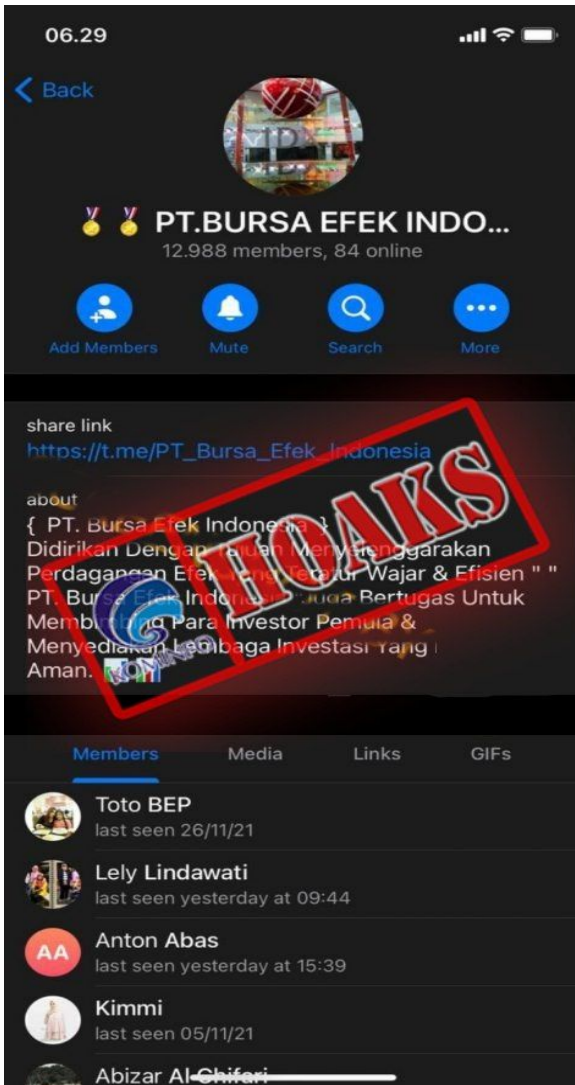 06.29
Back
IDX
PT.BURSA EFEK INDO...
12.988 members, 84 online
Add Members
Mute
Search
More
share link
https://t.me/PT_Bursa_Efek_Indonesia
about
{ PT. Bursa Efek Indonesia }
Didirikan Dengan Tujuan Menyelenggarakan
Perdagangan Efek Yang Teratur Wajar & Efisien " "
PT. Bursa Efek Indonesia Juga Bertugas Untuk
Membimbing Para Investor Pemula &
Menyediakan Lembaga Investasi Yang
Aman.
HOAKS
KOMINFO
Members
Media
Links
GIFs
Toto BEP
last seen 26/11/21
Lely Lindawati
last seen yesterday at 09:44
AA
Anton Abas
last seen yesterday at 15:39
Kimmi
last seen 05/11/21
Abizar Al Ghifari